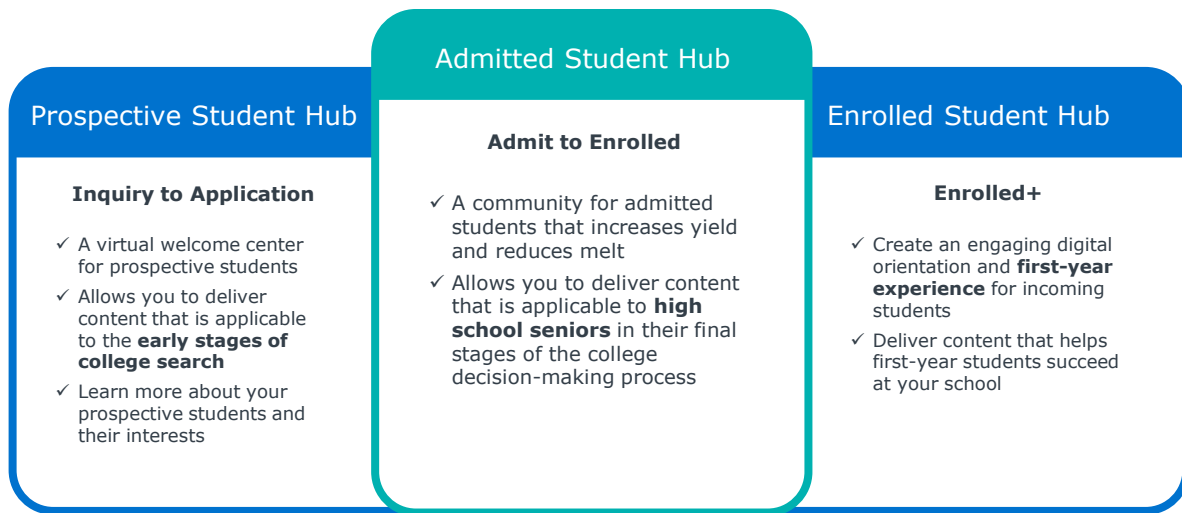 Prospective Student Hub
Inquiry to Application
✓ A virtual welcome center
for prospective students
✓ Allows you to deliver
content that is applicable
to the early stages of
college search
✓ Learn more about your
prospective students and
their interests
Admitted Student Hub
Admit to Enrolled
✓ A community for admitted
students that increases yield
and reduces melt
✓ Allows you to deliver content
that is applicable to high
school seniors in their final
stages of the college
decision-making process
Enrolled Student Hub
Enrolled+
✓ Create an engaging digital
orientation and first-year
experience for incoming
students
✓ Deliver content that helps
first-year students succeed
at your school